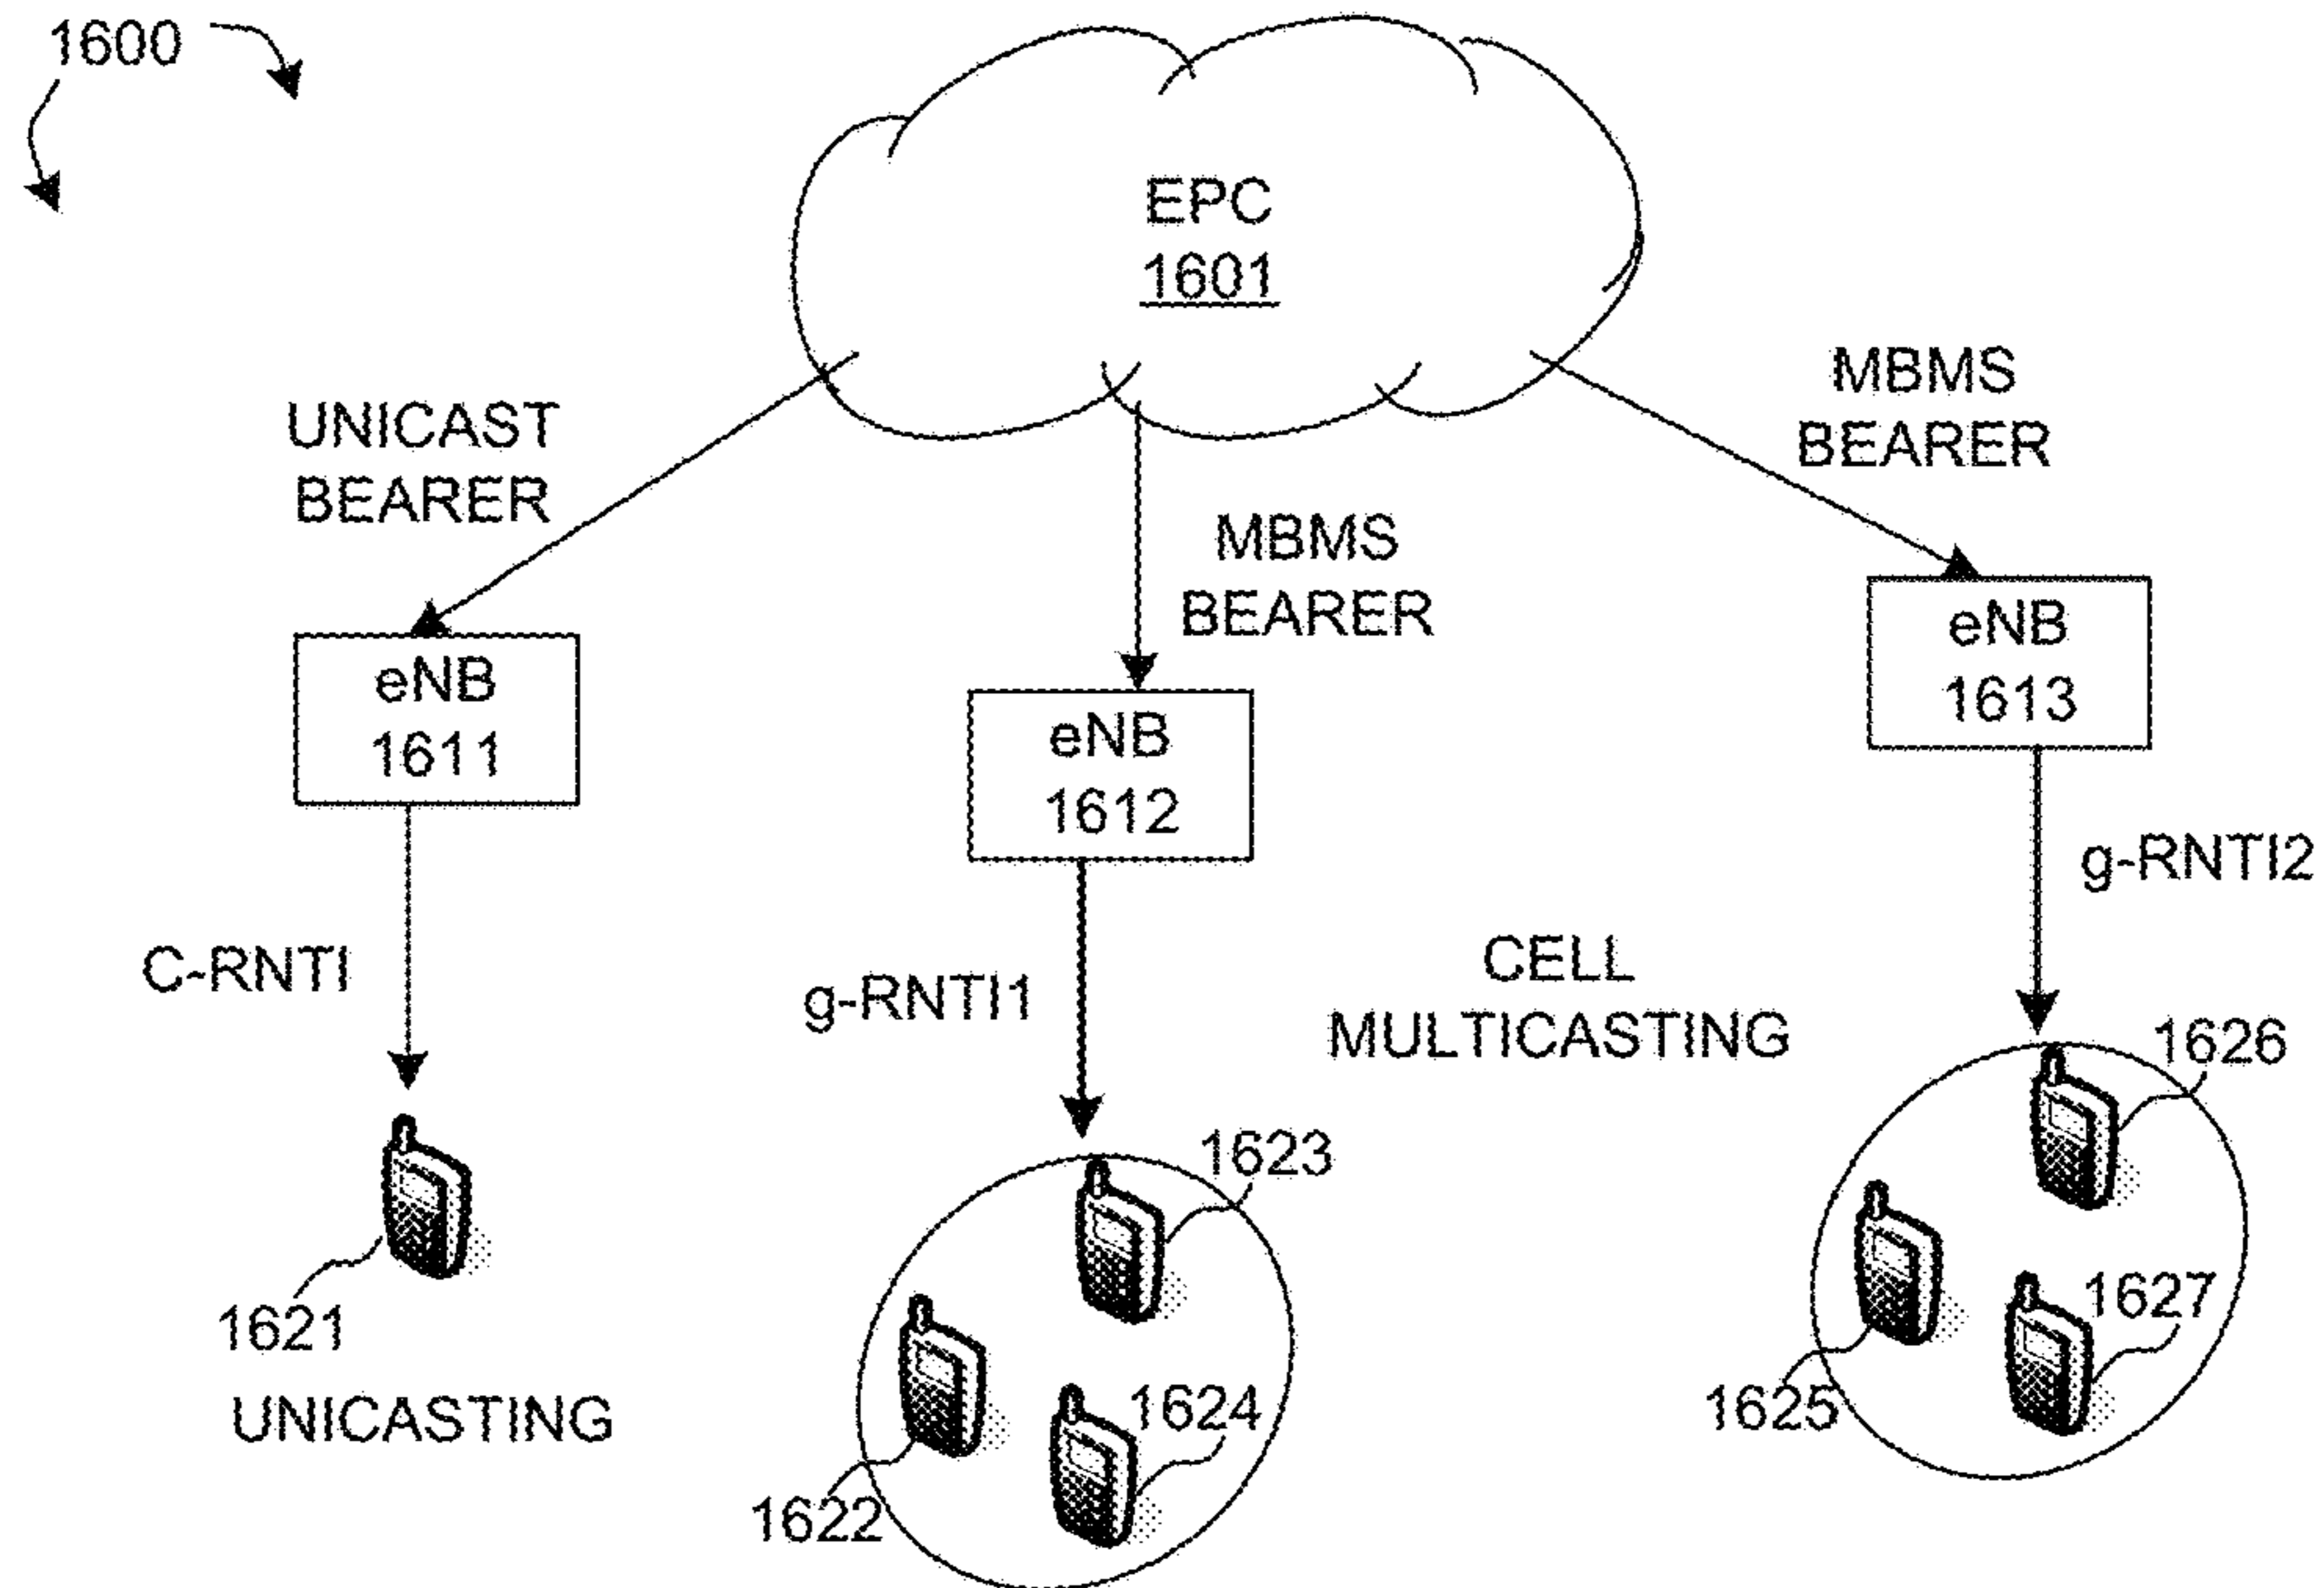 1600
EPC
1601
UNICAST
BEARER
MBMS
BEARER
MBMS
BEARER
eNB
1611
eNB
1612
eNB
1613
C-RNTI
g-RNTI1
CELL
MULTICASTING
g-RNTI2
1621
UNICASTING
1623
1622
1624
1626
1625
1627